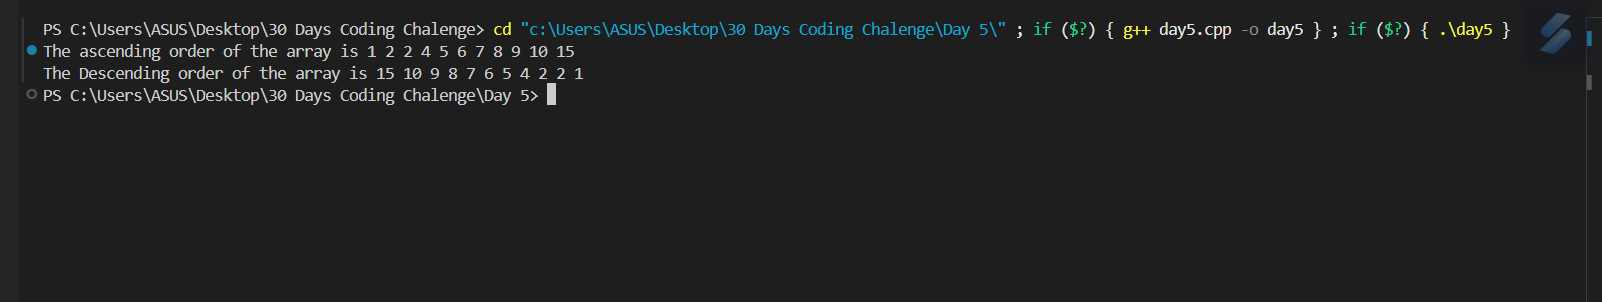 PS C:\Users\ASUS\Desktop\30 Days Coding Chalenge> cd "c:\Users\ASUS\Desktop\30 Days Coding Chalenge\Day 5\" ; if ($?) { g++ day5.cpp -o day5 } ; if ($?) { .\day5 }
The ascending order of the array is 1 2 2 4 5 6 7 8 9 10 15
The Descending order of the array is 15 10 9 8 7 6 5 4 2 2 1
PS C:\Users\ASUS\Desktop\30 Days Coding Chalenge\Day 5>